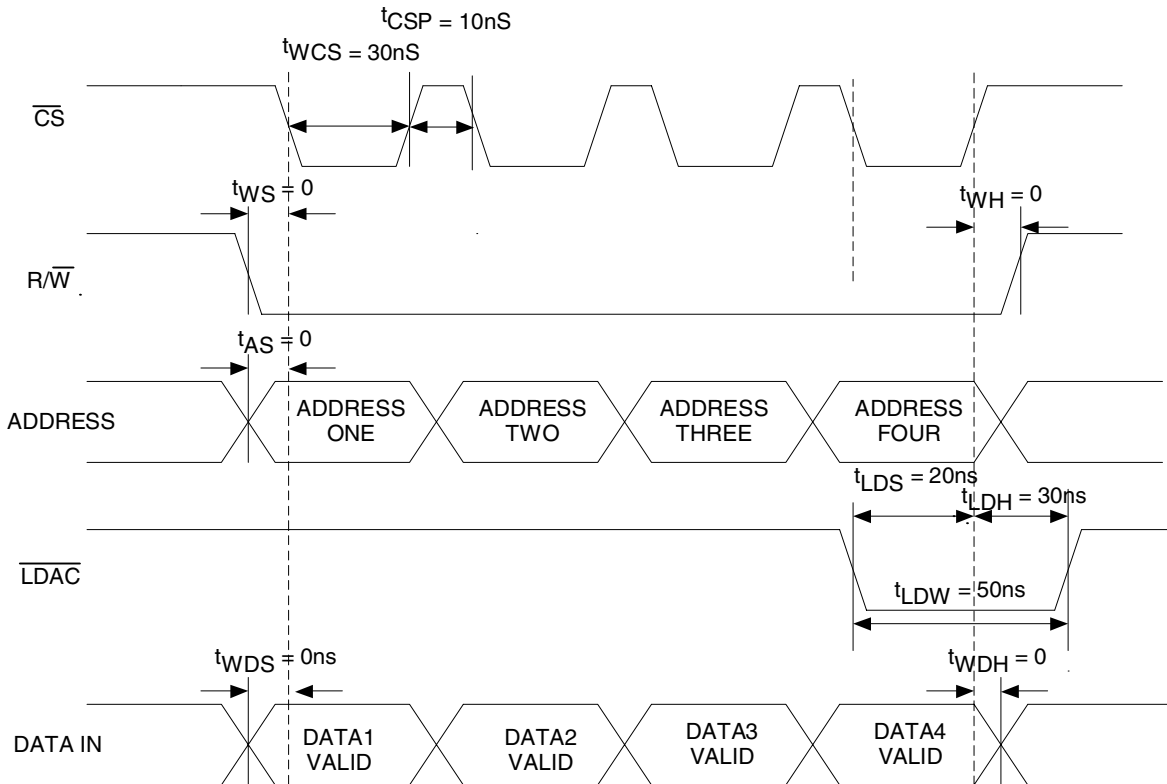 tCSP = 10nS
tWCS = 30nS
CS
tWS = 0
tWH = 0
R/W
tAS = 0
ADDRESS
ADDRESS
ONE
ADDRESS
TWO
ADDRESS
THREE
ADDRESS
FOUR
tLDS = 20ns
tLDH = 30ns
LDAC
tLDW = 50ns
tWDS = 0ns
tWDH = 0
DATA IN
DATA1
VALID
DATA2
VALID
DATA3
VALID
DATA4
VALID